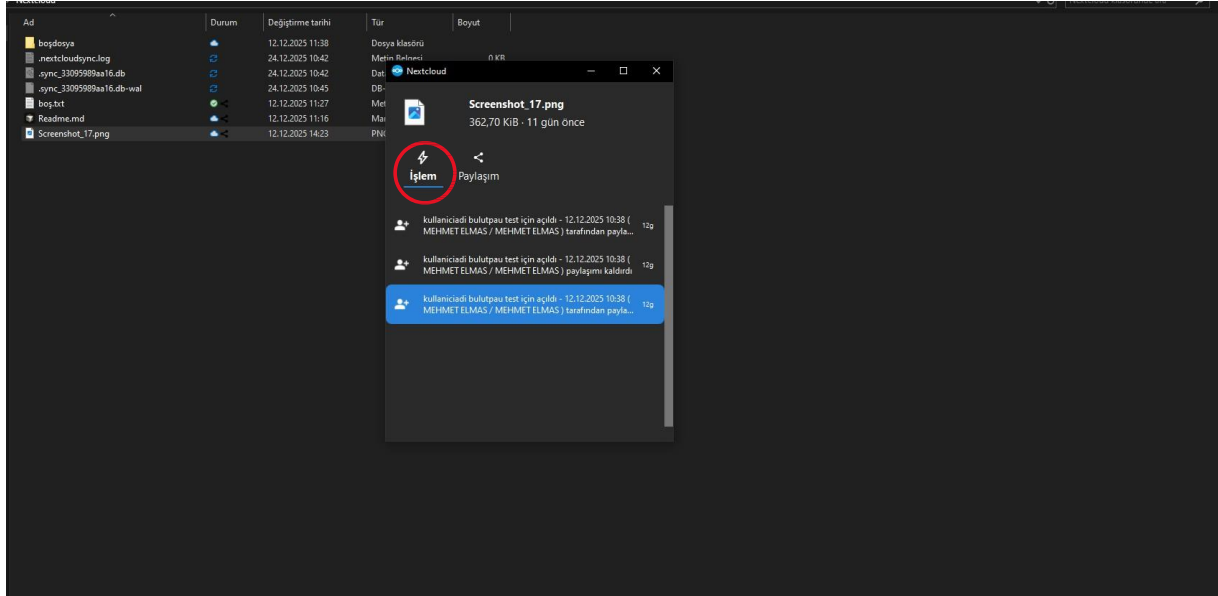 Nextcloud
Ad Durum Değiştirme tarihi Tür Boyut
boşdosya 12.12.2025 11:38 Dosya klasörü
.nextcloudsync.log 24.12.2025 10:42 Metin Belgesi 0 KB
.sync_33095989aa16.db 24.12.2025 10:42 Dat
.sync_33095989aa16.db-wal 24.12.2025 10:45 DB-
boş.txt 12.12.2025 11:27 Met
Readme.md 12.12.2025 11:16 Mar
Screenshot_17.png 12.12.2025 14:23 PNG
Nextcloud
Screenshot_17.png
362,70 KiB · 11 gün önce
İşlem Paylaşım
kullaniciadi bulutpau test için açıldı - 12.12.2025 10:38 (
MEHMET ELMAS / MEHMET ELMAS ) tarafından payla... 12g
kullaniciadi bulutpau test için açıldı - 12.12.2025 10:38 (
MEHMET ELMAS / MEHMET ELMAS ) paylaşımı kaldırdı 12g
kullaniciadi bulutpau test için açıldı - 12.12.2025 10:38 (
MEHMET ELMAS / MEHMET ELMAS ) tarafından payla... 12g